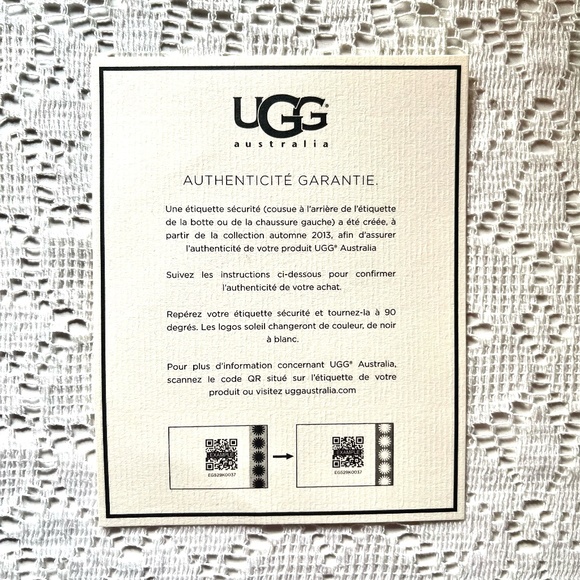 UGG®
australia
AUTHENTICITÉ GARANTIE.
Une étiquette sécurité (cousue à l'arrière de l'étiquette
de la botte ou de la chaussure gauche) a été créée, à
partir de la collection automne 2013, afin d'assurer
l'authenticité de votre produit UGG® Australia
Suivez les instructions ci-dessous pour confirmer
l'authenticité de votre achat.
Repérez votre étiquette sécurité et tournez-la à 90
degrés. Les logos soleil changeront de couleur, de noir
à blanc.
Pour plus d'information concernant UGG® Australia,
scannez le code QR situé sur l'étiquette de votre
produit ou visitez uggaustralia.com
EXAMPLE EXAMPLE
EGS29K0037 EGS29K0037